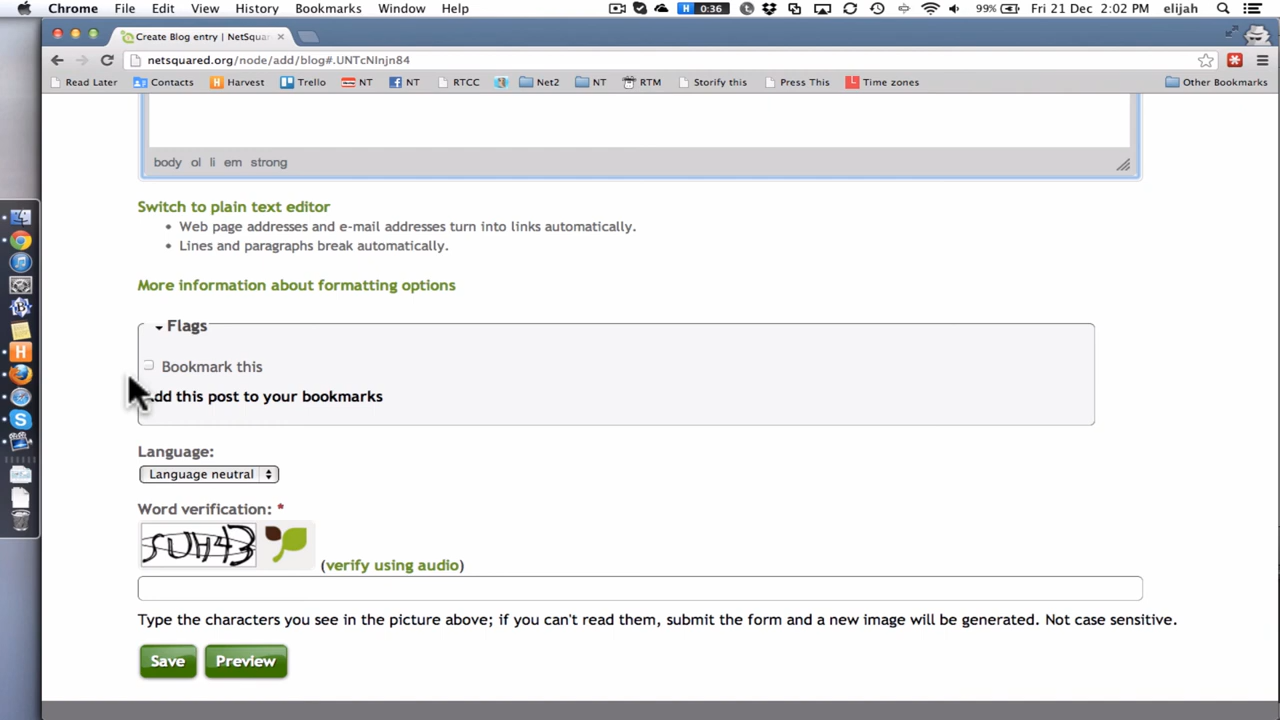 Chrome File Edit View History Bookmarks Window Help H 0:36 99% Fri 21 Dec 2:02 PM elijah
Create Blog entry | NetSquar
netsquared.org/node/add/blog#.UNTcNInjn84
Read Later Contacts H Harvest Trello NT NT RTCC Net2 NT RTM Storify this Press This Time zones Other Bookmarks
body ol li em strong
Switch to plain text editor
• Web page addresses and e-mail addresses turn into links automatically.
• Lines and paragraphs break automatically.
More information about formatting options
Flags
Bookmark this
dd this post to your bookmarks
Language:
Language neutral
Word verification: *
(verify using audio)
Type the characters you see in the picture above; if you can't read them, submit the form and a new image will be generated. Not case sensitive.
Save Preview